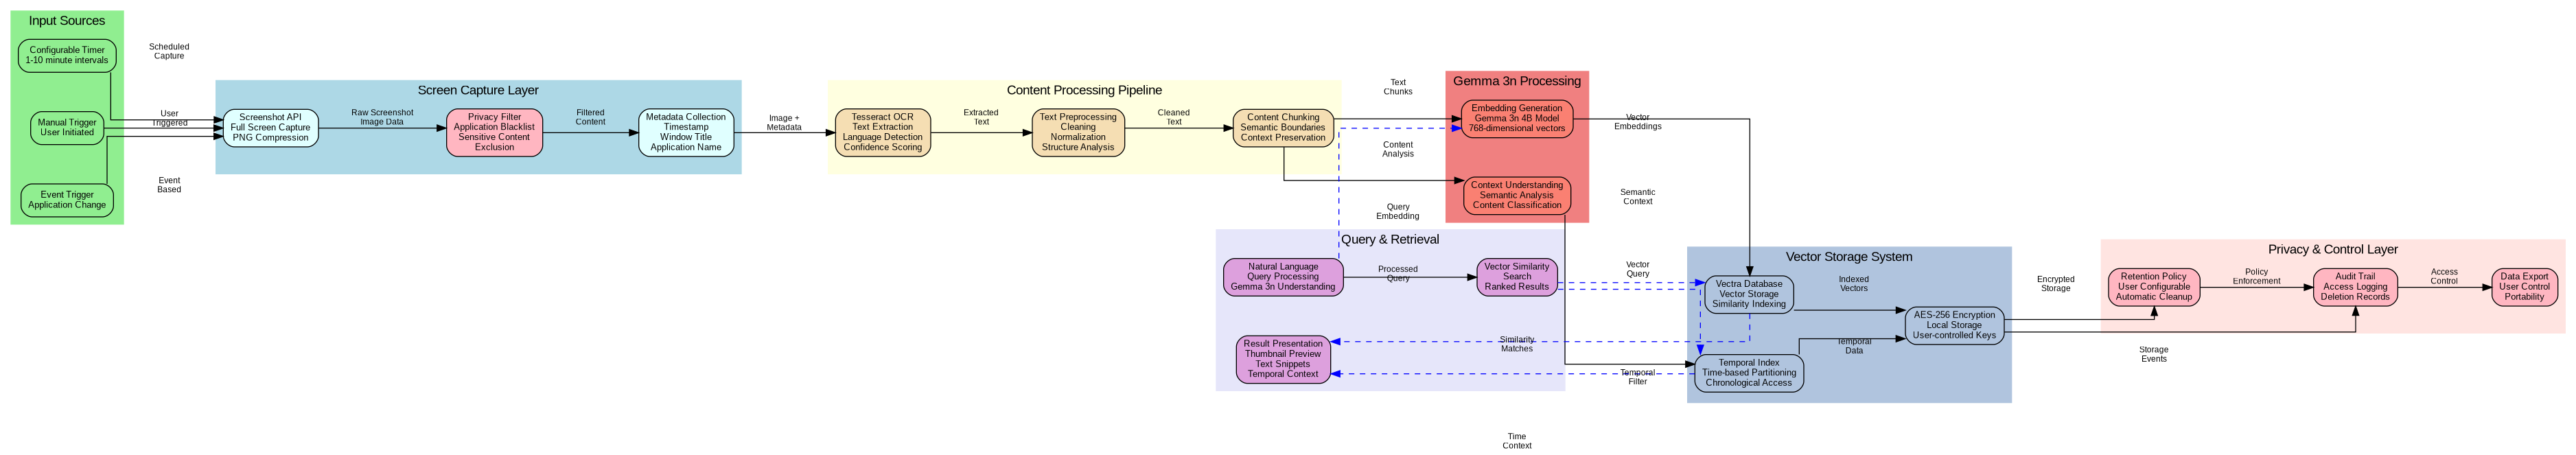 Input Sources
Configurable Timer
1-10 minute intervals
Manual Trigger
User Initiated
Event Trigger
Application Change
Scheduled
Capture
User
Triggered
Event
Based
Screen Capture Layer
Screenshot API
Full Screen Capture
PNG Compression
Raw Screenshot
Image Data
Privacy Filter
Application Blacklist
Sensitive Content
Exclusion
Filtered
Content
Metadata Collection
Timestamp
Window Title
Application Name
Image +
Metadata
Content Processing Pipeline
Tesseract OCR
Text Extraction
Language Detection
Confidence Scoring
Extracted
Text
Text Preprocessing
Cleaning
Normalization
Structure Analysis
Cleaned
Text
Content Chunking
Semantic Boundaries
Context Preservation
Text
Chunks
Content
Analysis
Query
Embedding
Gemma 3n Processing
Embedding Generation
Gemma 3n 4B Model
768-dimensional vectors
Context Understanding
Semantic Analysis
Content Classification
Vector
Embeddings
Semantic
Context
Query & Retrieval
Natural Language
Query Processing
Gemma 3n Understanding
Processed
Query
Vector Similarity
Search
Ranked Results
Result Presentation
Thumbnail Preview
Text Snippets
Temporal Context
Similarity
Matches
Time
Context
Vector
Query
Temporal
Filter
Vector Storage System
Vectra Database
Vector Storage
Similarity Indexing
Temporal Index
Time-based Partitioning
Chronological Access
Indexed
Vectors
Temporal
Data
AES-256 Encryption
Local Storage
User-controlled Keys
Encrypted
Storage
Storage
Events
Privacy & Control Layer
Retention Policy
User Configurable
Automatic Cleanup
Policy
Enforcement
Audit Trail
Access Logging
Deletion Records
Access
Control
Data Export
User Control
Portability